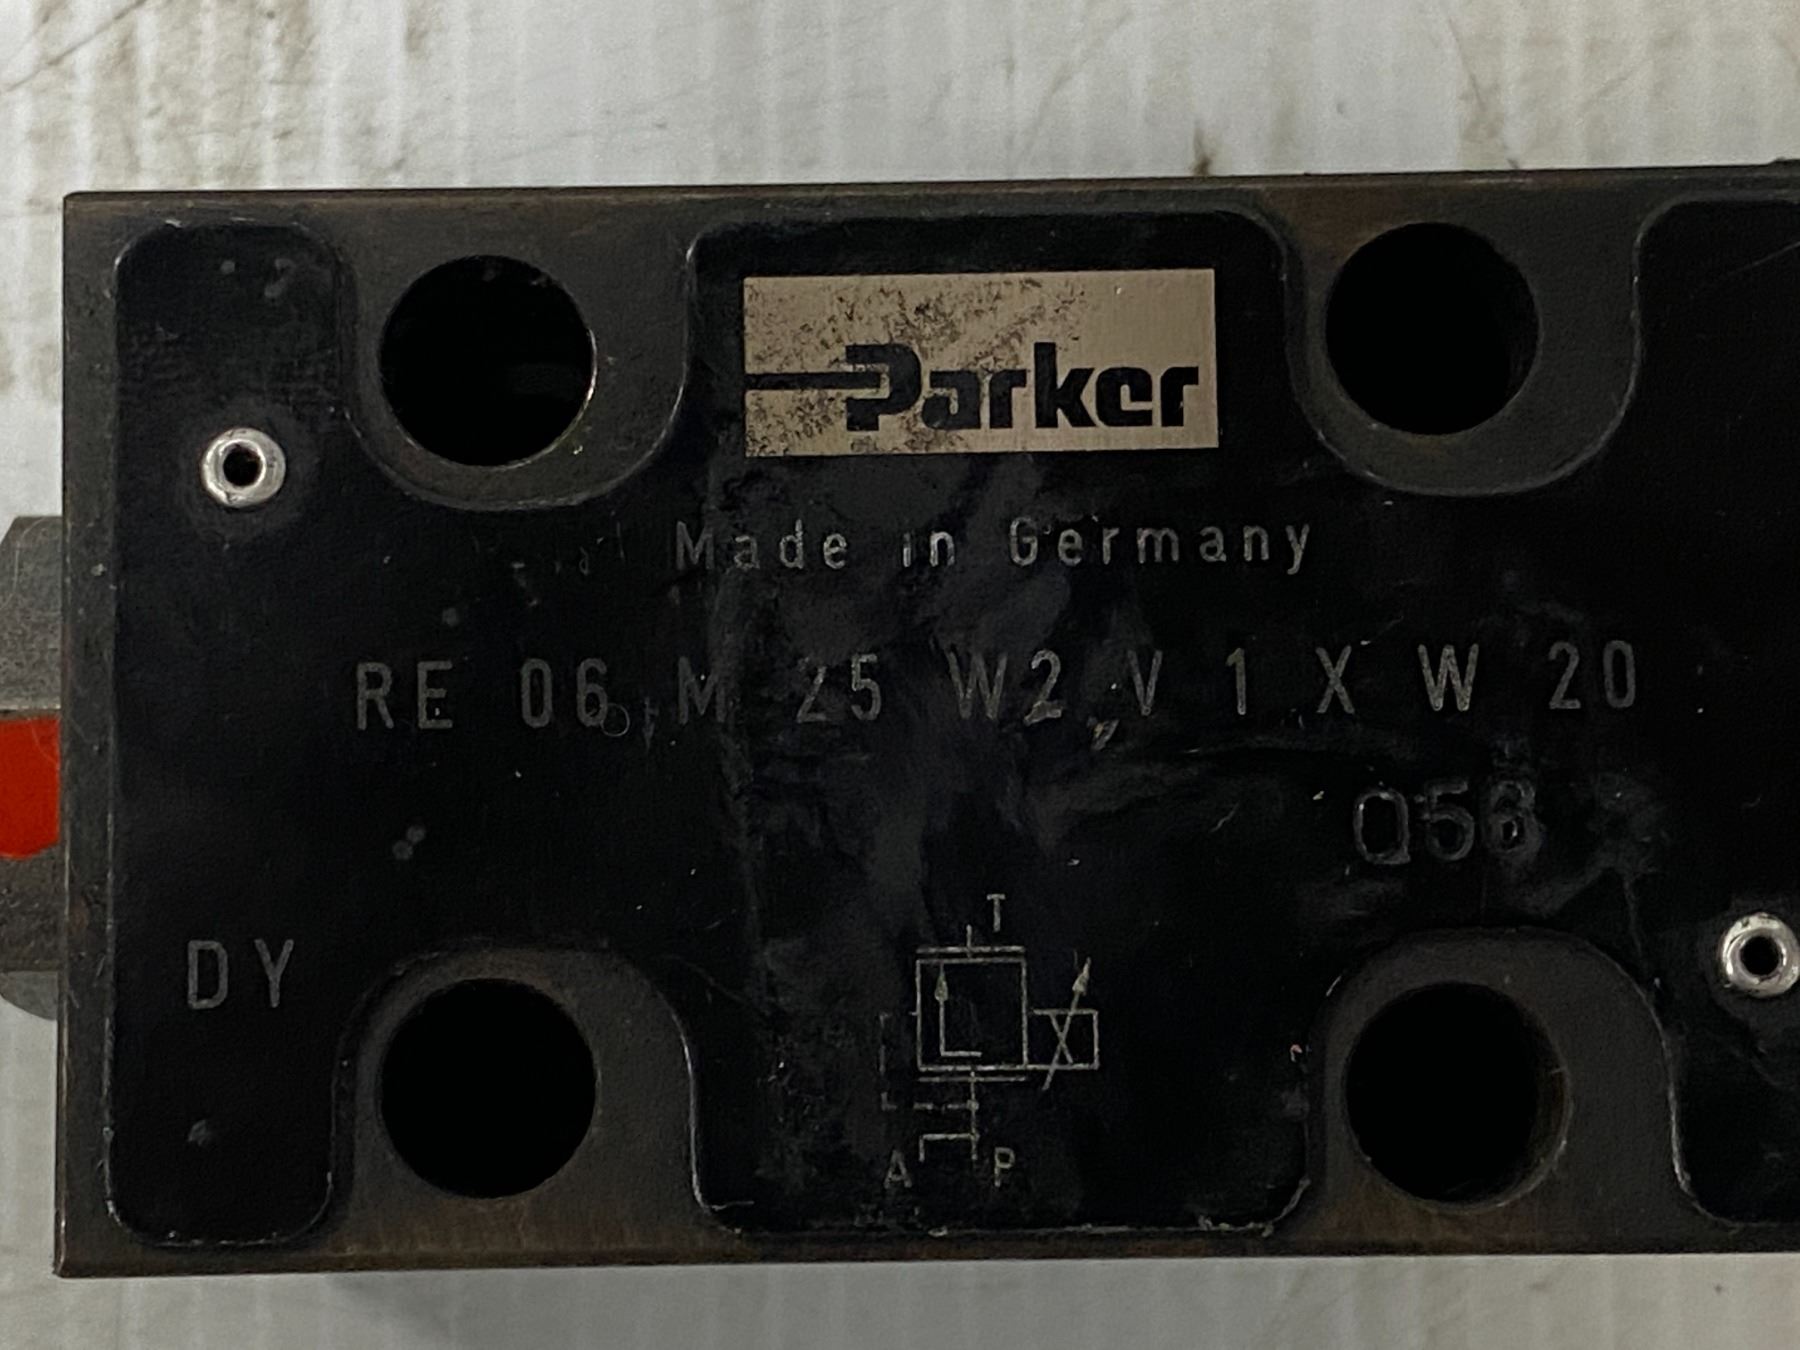 Parker
Made in Germany
RE 06 M 25 W2 V 1 X W 20
Q58
DY
T
A P